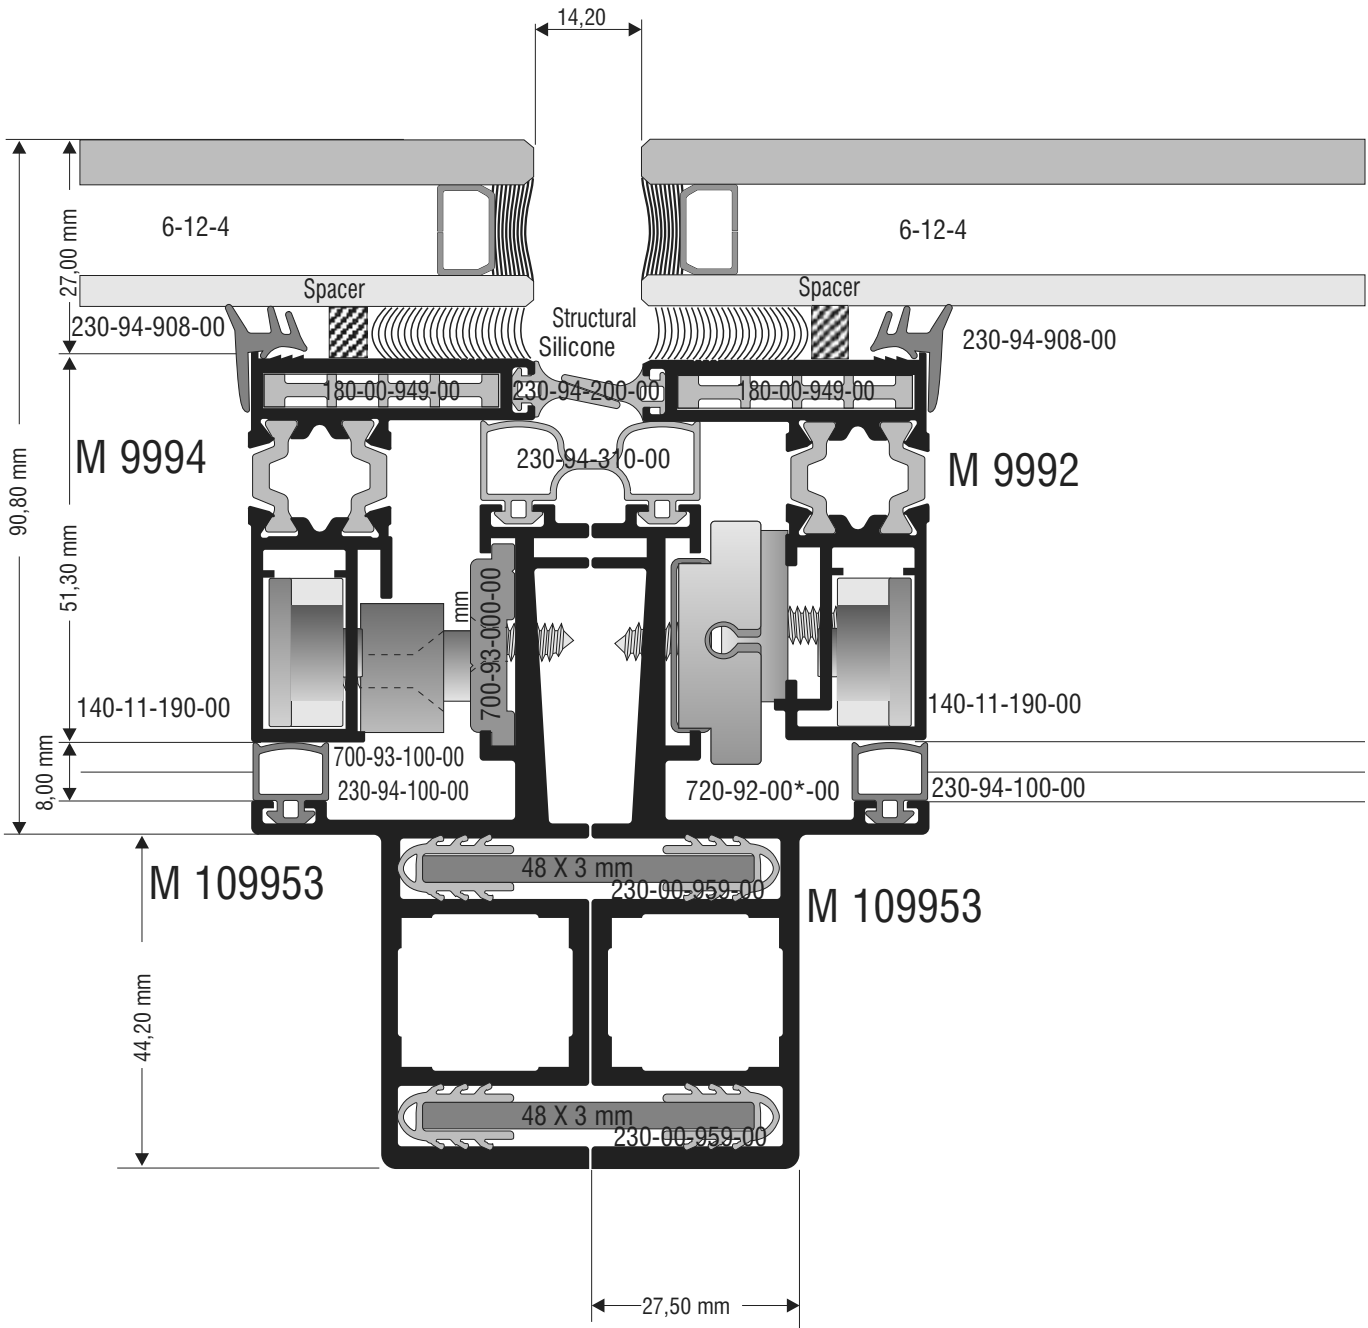 14,20
6-12-4
6-12-4
27,00 mm
Spacer
Spacer
230-94-908-00
Structural
Silicone
230-94-908-00
180-00-949-00
230-94-200-00
180-00-949-00
M 9994
230-94-310-00
M 9992
90,80 mm
51,30 mm
mm
700-93-000-00
140-11-190-00
140-11-190-00
700-93-100-00
8,00 mm
230-94-100-00
720-92-00*-00
230-94-100-00
M 109953
48 X 3 mm
230-00-959-00
M 109953
44,20 mm
48 X 3 mm
230-00-959-00
27,50 mm